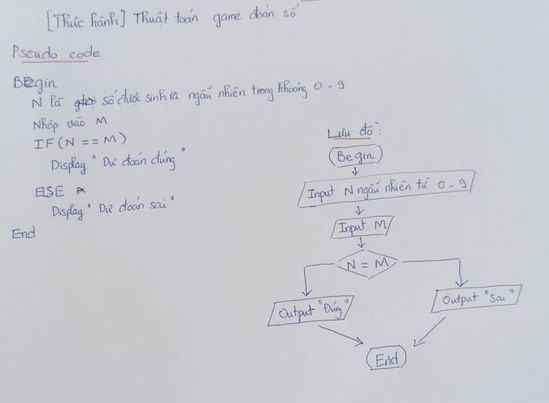 [Thực hành] Thuật toán game đoán số
Pseudo code
Begin
N là số được sinh ra ngẫu nhiên trong khoảng 0 - 9
Nhập vào M
IF(N == M)
Display "Dự đoán đúng"
ELSE
Display "Dự đoán sai"
End
Lưu đồ:
Begin
Input N ngẫu nhiên từ 0 - 9
Input M
N = M
Output "Đúng"
Output "Sai"
End